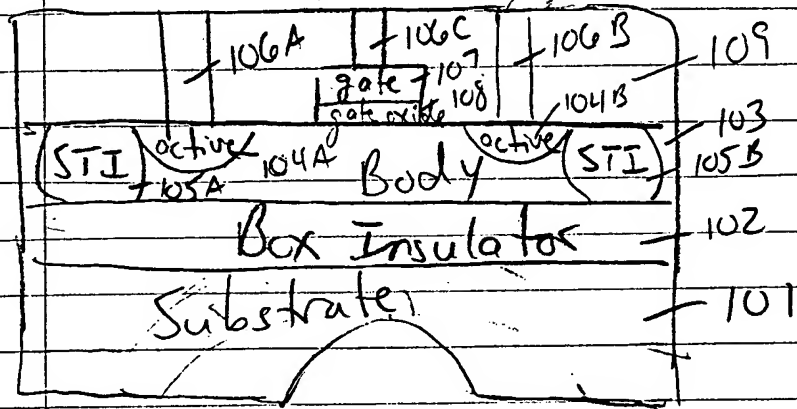 106A 106C 106B 109
gate 107
gate oxide 108 104B
103
STI active 104A Body active STI
105A 105B
Box Insulator 102
Substrate 101